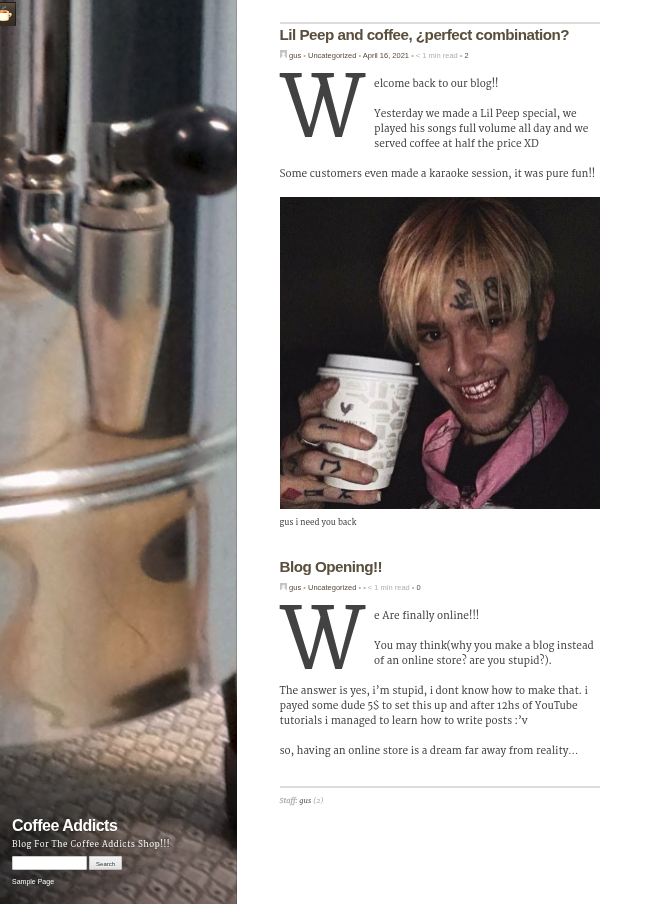 Lil Peep and coffee, ¿perfect combination?
gus • Uncategorized • April 16, 2021 • < 1 min read • 2
Welcome back to our blog!!
Yesterday we made a Lil Peep special, we
played his songs full volume all day and we
served coffee at half the price XD
Some customers even made a karaoke session, it was pure fun!!
gus i need you back
Blog Opening!!
gus • Uncategorized • • < 1 min read • 0
We Are finally online!!!
You may think(why you make a blog instead
of an online store? are you stupid?).
The answer is yes, i'm stupid, i dont know how to make that. i
payed some dude 5$ to set this up and after 12hs of YouTube
tutorials i managed to learn how to write posts :'v
so, having an online store is a dream far away from reality…
Staff: gus (2)
Coffee Addicts
Blog For The Coffee Addicts Shop!!!
Search
Sample Page